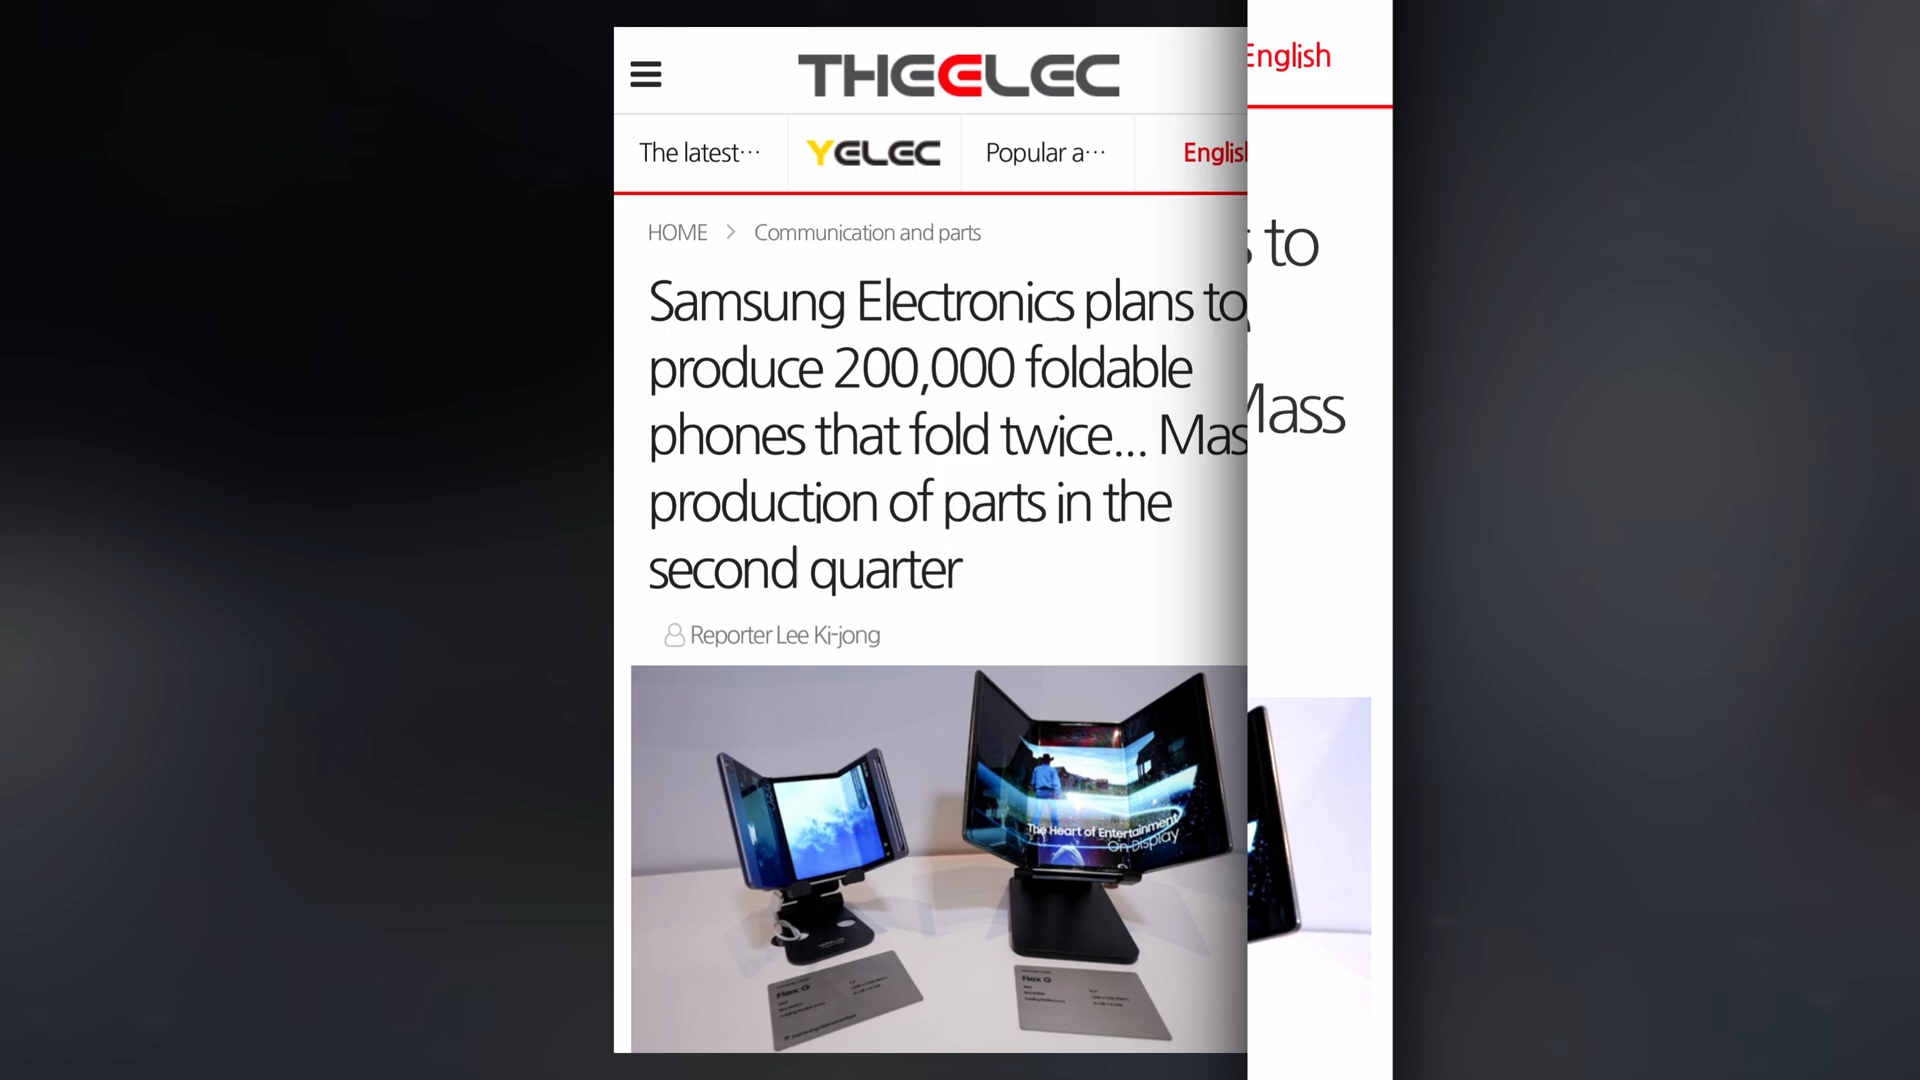 THEELEC
The latest…
YELEC
Popular a…
English
HOME > Communication and parts
Samsung Electronics plans to
produce 200,000 foldable
phones that fold twice... Mas
production of parts in the
second quarter
Reporter Lee Ki-jong
The Heart of Entertainment
On Display
Flex G
Flex G
English
to
Mass